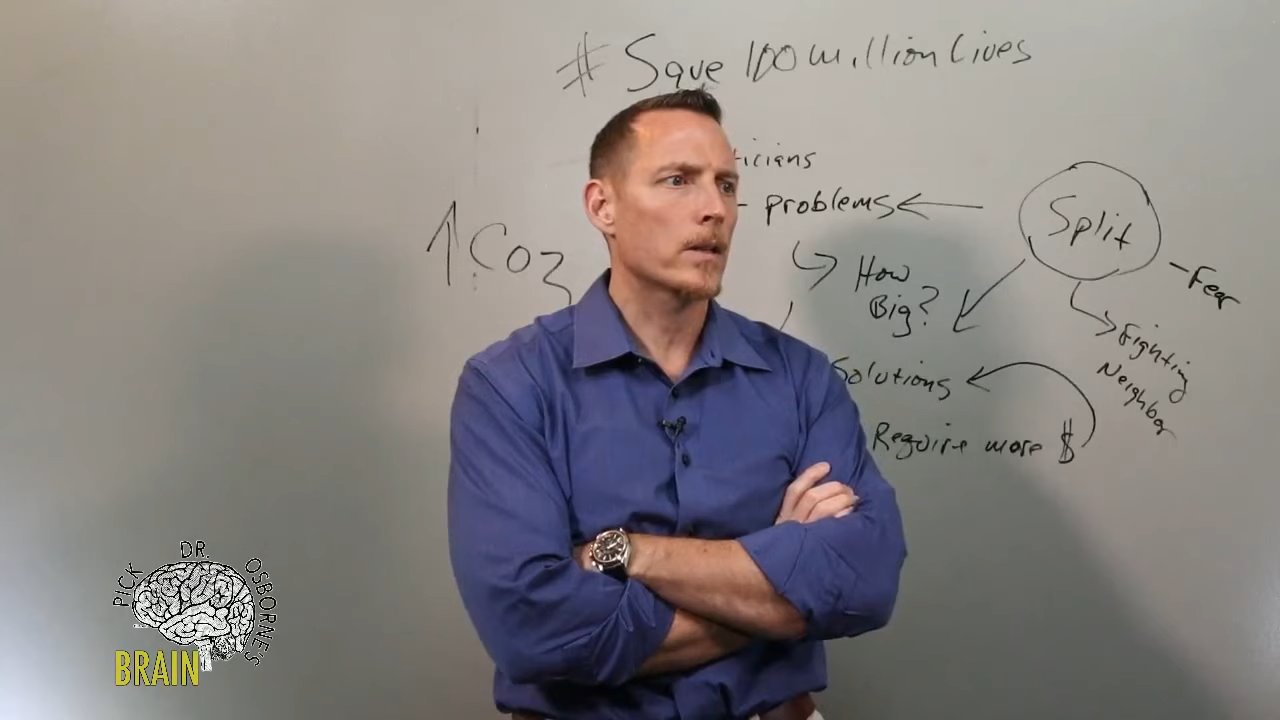 # Save 100 million Lives
icians
- problems
Split
↑ CO2
How
Big?
- Fear
Fighting
Neighbor
Solutions
Require more $
PICK DR. OSBORNE'S
BRAIN